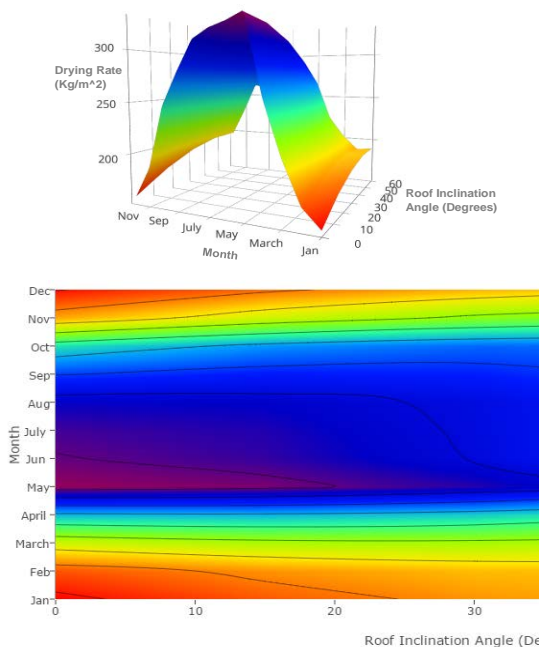 300
Drying Rate
(Kg/m^2)
250
200
60
50
40
30
20
10
0
Roof Inclination
Angle (Degrees)
Nov
Sep
July
May
March
Jan
Month
Dec
Nov
Oct
Sep
Aug
July
Jun
May
April
March
Feb
Jan
Month
0
10
20
30
Roof Inclination Angle (De